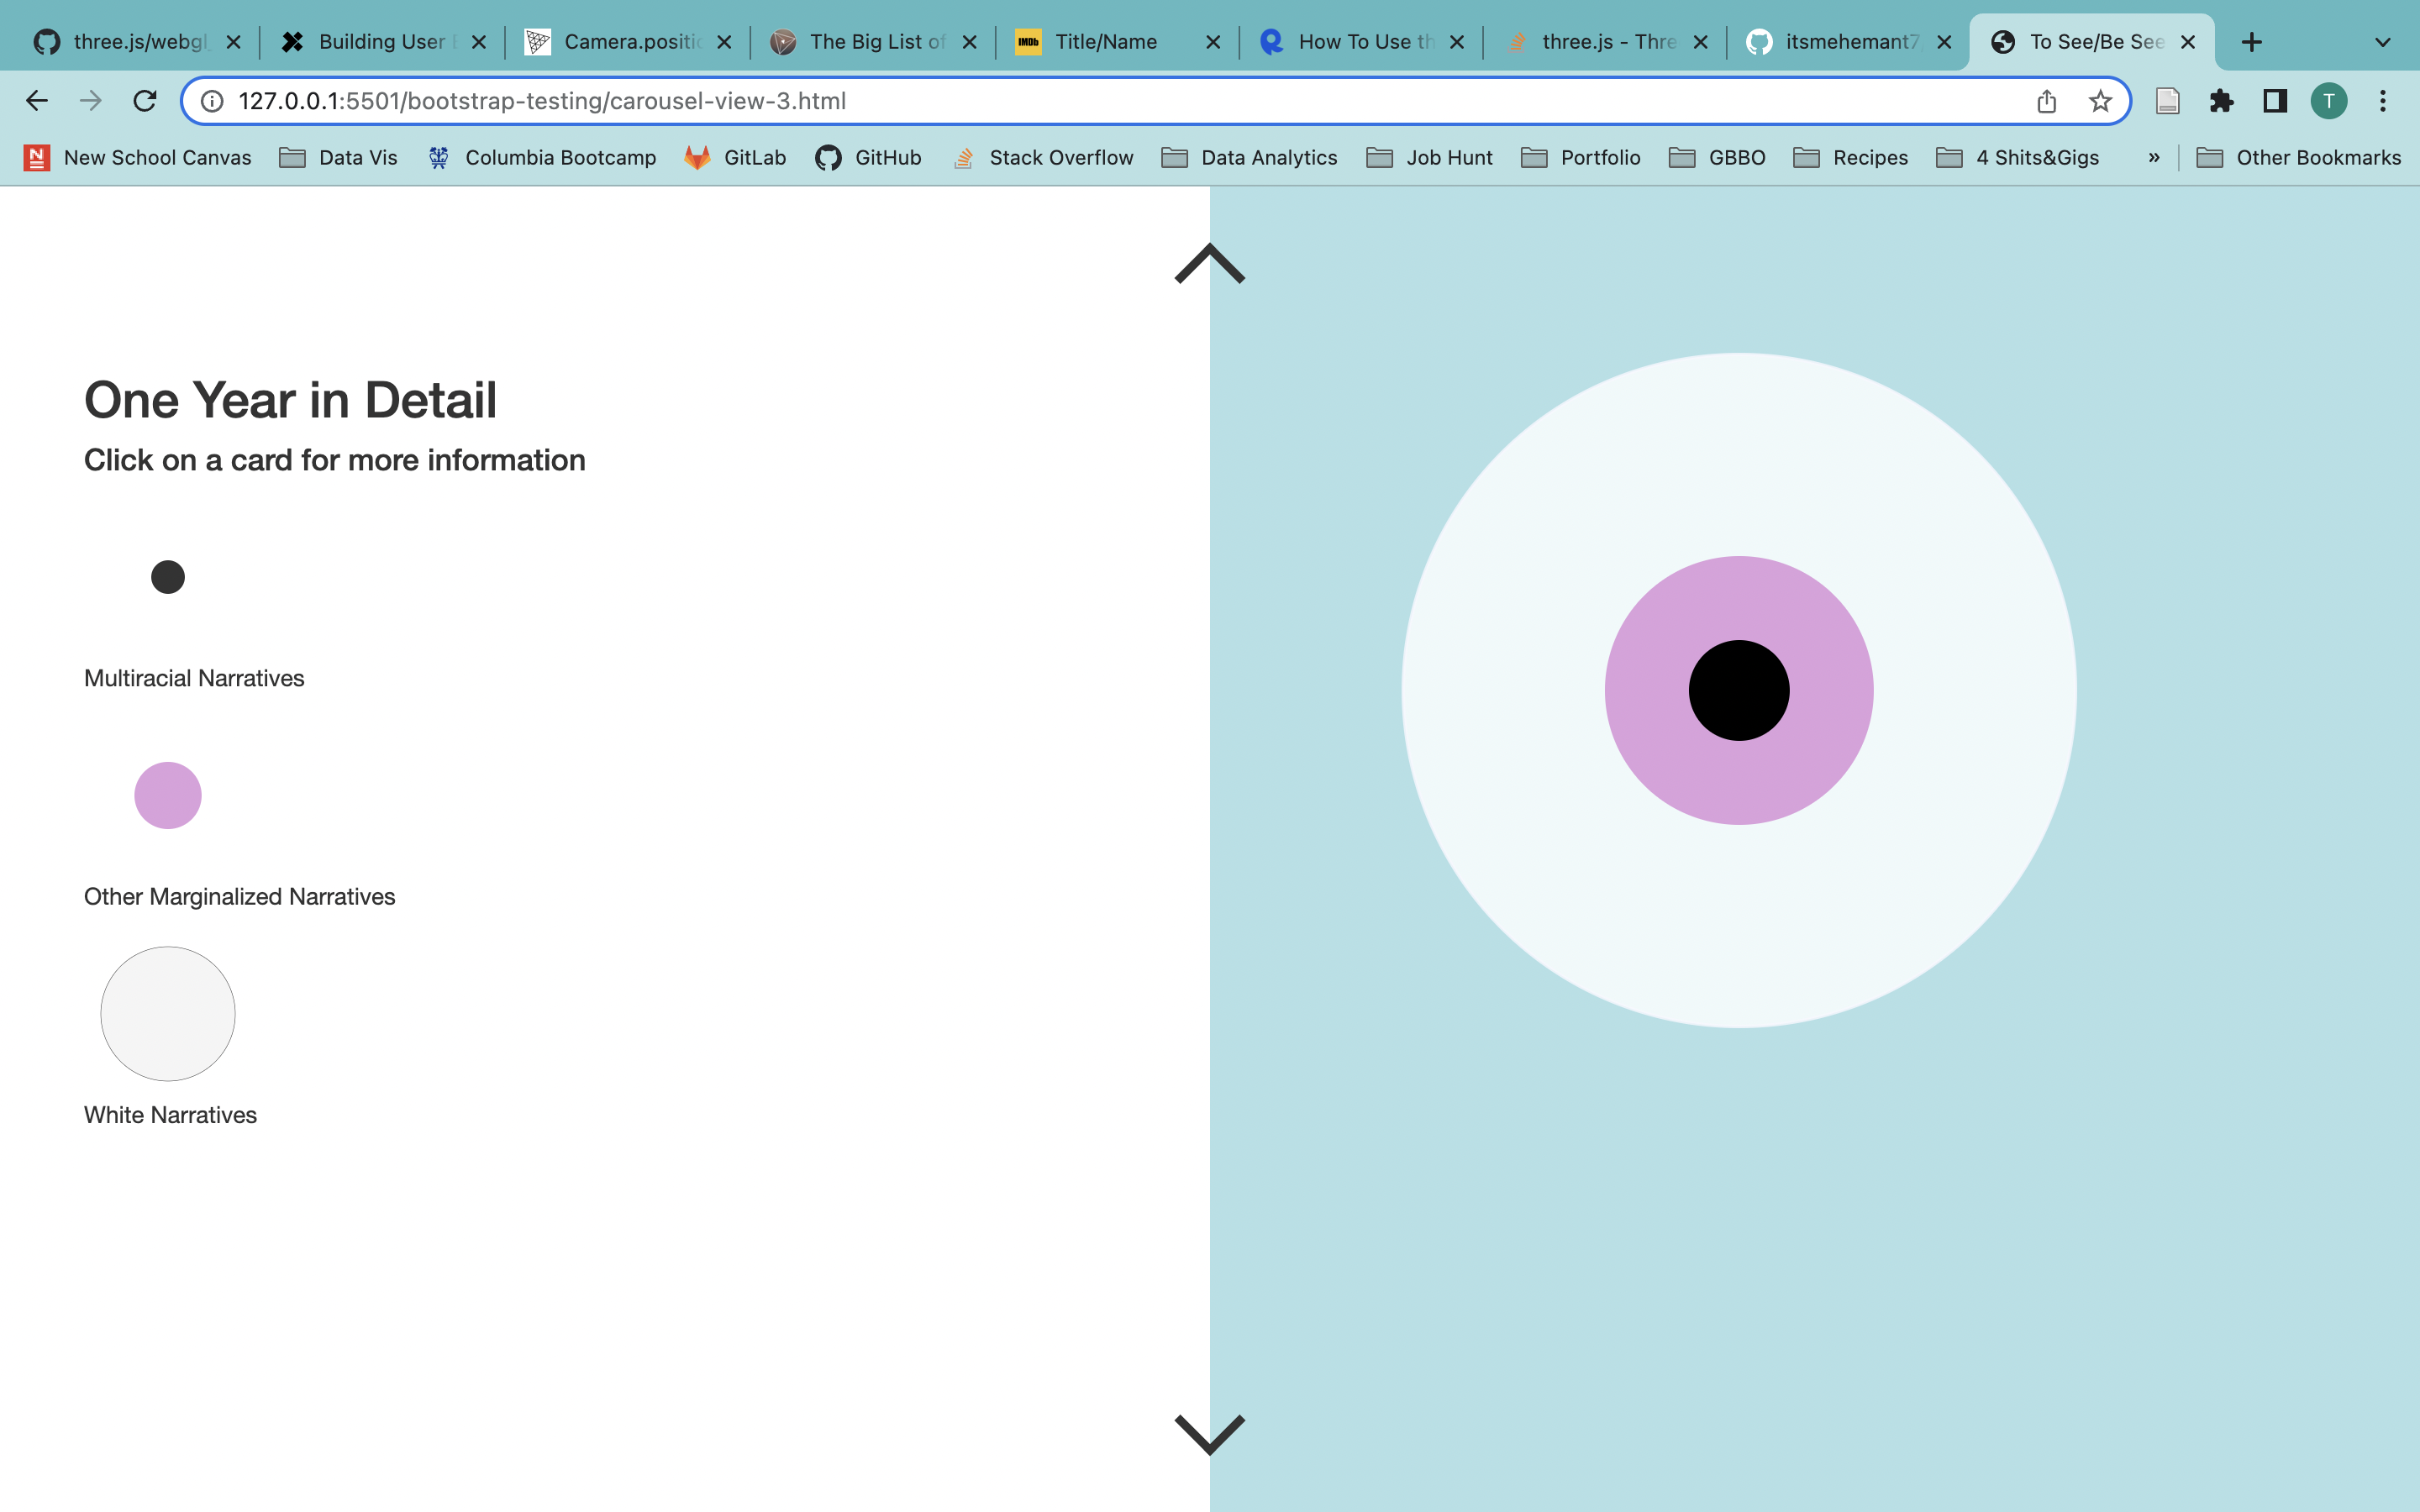 three.js/webgl
Building User
Camera.positic
The Big List of
IMDb
Title/Name
How To Use th
three.js - Thre
itsmehemant7
To See/Be See
127.0.0.1:5501/bootstrap-testing/carousel-view-3.html
T
N
New School Canvas
Data Vis
Columbia Bootcamp
GitLab
GitHub
Stack Overflow
Data Analytics
Job Hunt
Portfolio
GBBO
Recipes
4 Shits&Gigs
»
Other Bookmarks
One Year in Detail
Click on a card for more information
Multiracial Narratives
Other Marginalized Narratives
White Narratives